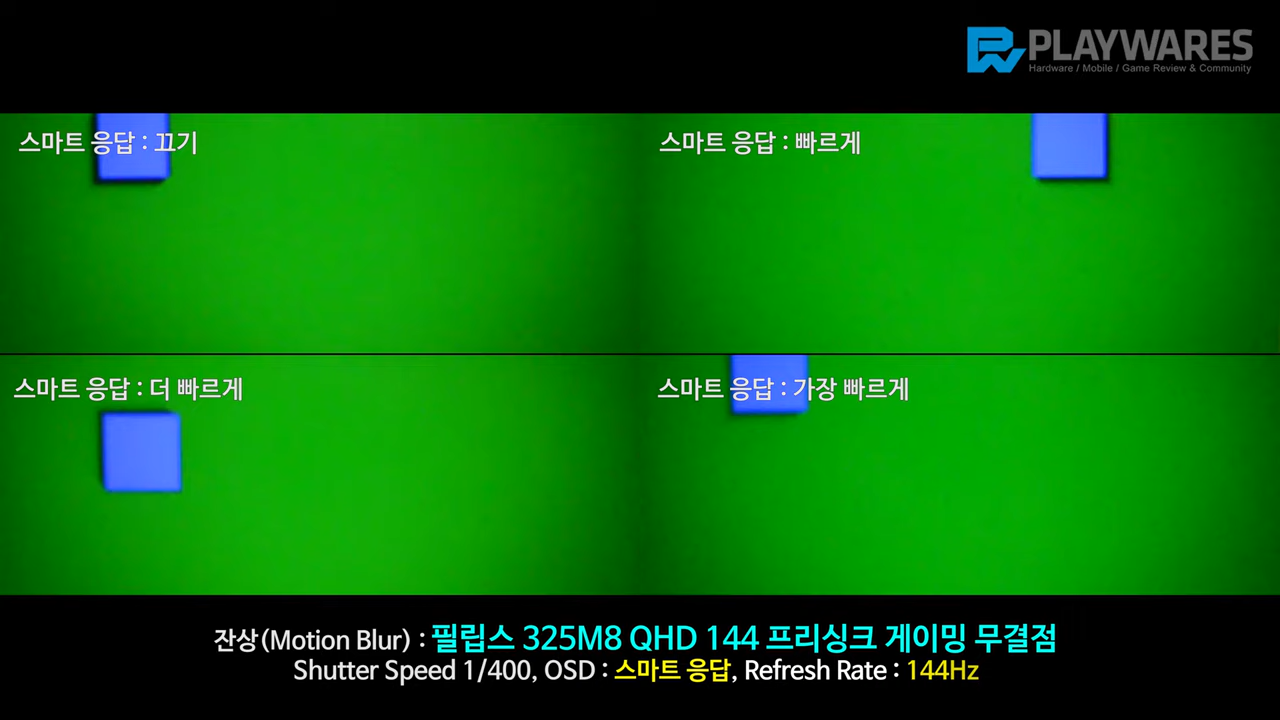 PLAYWARES
Hardware / Mobile / Game Review & Community
스마트 응답 : 끄기
스마트 응답 : 빠르게
스마트 응답 : 더 빠르게
스마트 응답 : 가장 빠르게
잔상(Motion Blur) : 필립스 325M8 QHD 144 프리싱크 게이밍 무결점
Shutter Speed 1/400, OSD : 스마트 응답, Refresh Rate : 144Hz